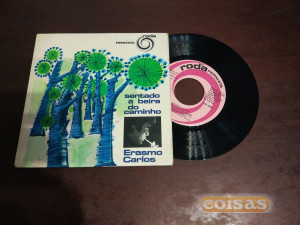 roda
sentado
a beira
do
caminho
Erasmo
Carlos
roda
coisas